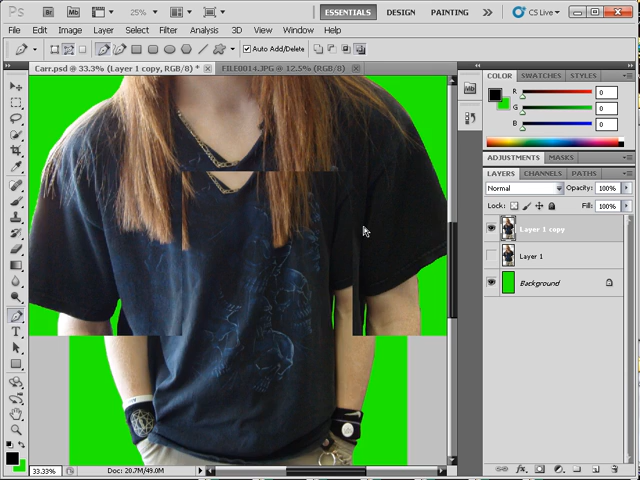 Ps Br Mb 25% ESSENTIALS DESIGN PAINTING >> CS Live
File Edit Image Layer Select Filter Analysis 3D View Window Help
Auto Add/Delete
Carr.psd @ 33.3% (Layer 1 copy, RGB/8) * FILE0014.JPG @ 12.5% (RGB/8)
Mb
COLOR SWATCHES STYLES
R 0
G 0
B 0
ADJUSTMENTS MASKS
LAYERS CHANNELS PATHS
Normal Opacity: 100%
Lock: Fill: 100%
Layer 1 copy
Layer 1
Background
T
33.33% Doc: 20.7M/49.0M
fx